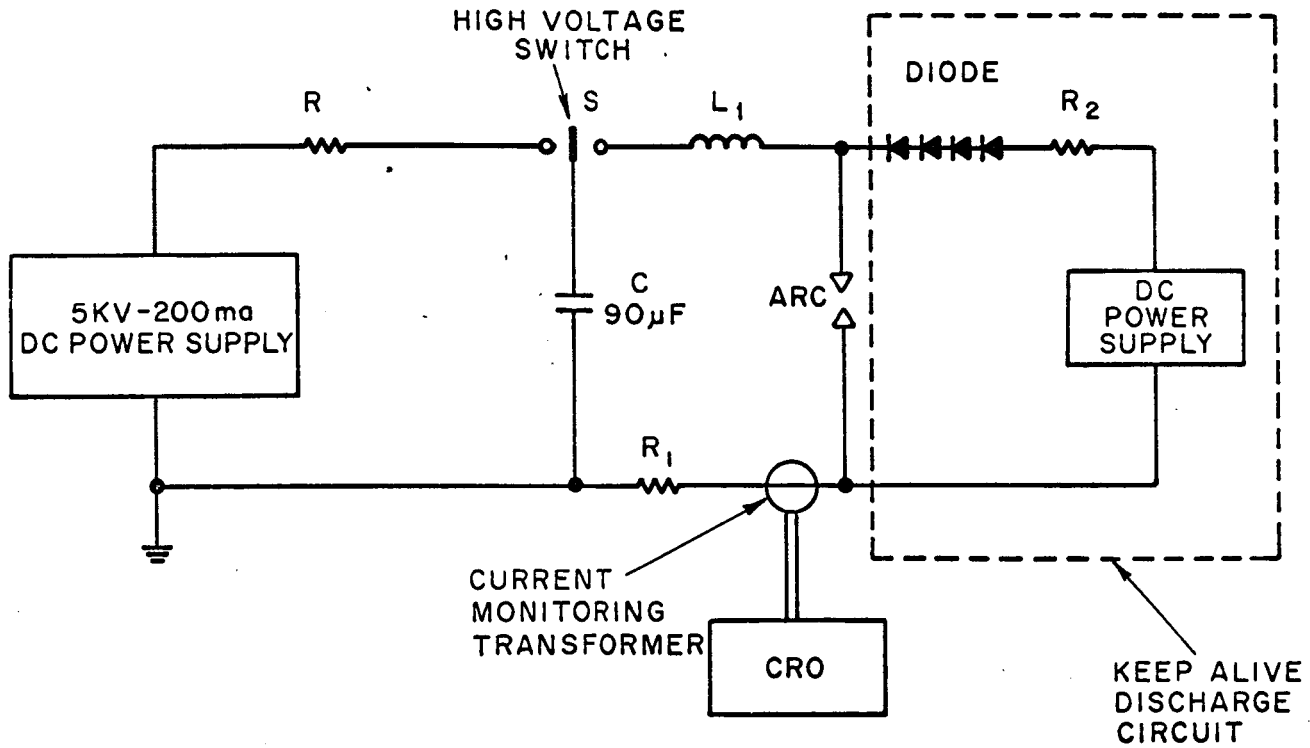 HIGH VOLTAGE
SWITCH
DIODE
R
S
L1
R2
5KV-200ma
DC POWER SUPPLY
C
90µF
ARC
DC
POWER
SUPPLY
R1
CURRENT
MONITORING
TRANSFORMER
CRO
KEEP ALIVE
DISCHARGE
CIRCUIT